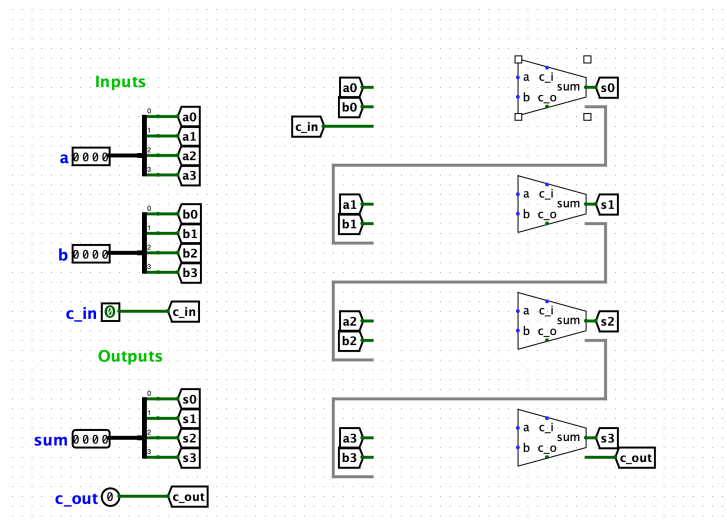 Inputs
a 0000
0 a0
1 a1
2 a2
3 a3
b 0000
0 b0
1 b1
2 b2
3 b3
c_in 0 c_in
Outputs
sum 0000
0 s0
1 s1
2 s2
3 s3
c_out 0 c_out
a0
b0
c_in
a c_i
sum s0
b c_o
a1
b1
a c_i
sum s1
b c_o
a2
b2
a c_i
sum s2
b c_o
a3
b3
a c_i
sum s3
b c_o
c_out